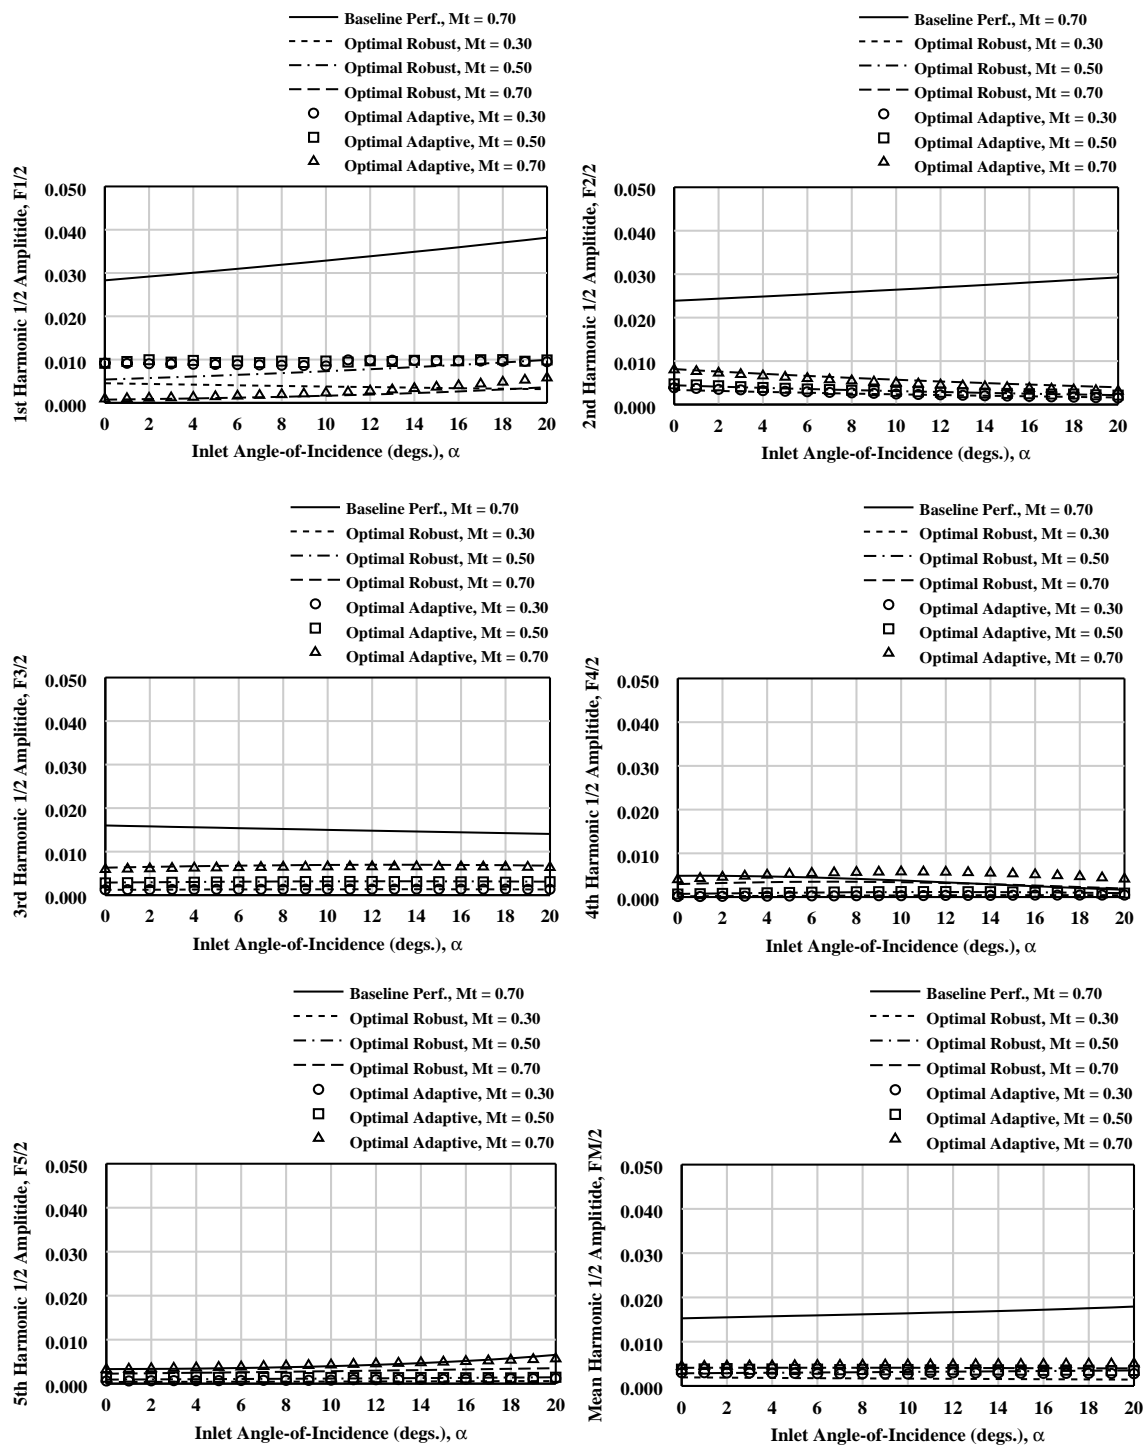 Baseline Perf., Mt = 0.70
Optimal Robust, Mt = 0.30
Optimal Robust, Mt = 0.50
Optimal Robust, Mt = 0.70
Optimal Adaptive, Mt = 0.30
Optimal Adaptive, Mt = 0.50
Optimal Adaptive, Mt = 0.70
1st Harmonic 1/2 Amplitide, F1/2
0.050
0.040
0.030
0.020
0.010
0.000
0 2 4 6 8 10 12 14 16 18 20
Inlet Angle-of-Incidence (degs.), α
Baseline Perf., Mt = 0.70
Optimal Robust, Mt = 0.30
Optimal Robust, Mt = 0.50
Optimal Robust, Mt = 0.70
Optimal Adaptive, Mt = 0.30
Optimal Adaptive, Mt = 0.50
Optimal Adaptive, Mt = 0.70
2nd Harmonic 1/2 Amplitide, F2/2
0.050
0.040
0.030
0.020
0.010
0.000
0 2 4 6 8 10 12 14 16 18 20
Inlet Angle-of-Incidence (degs.), α
Baseline Perf., Mt = 0.70
Optimal Robust, Mt = 0.30
Optimal Robust, Mt = 0.50
Optimal Robust, Mt = 0.70
Optimal Adaptive, Mt = 0.30
Optimal Adaptive, Mt = 0.50
Optimal Adaptive, Mt = 0.70
3rd Harmonic 1/2 Amplitide, F3/2
0.050
0.040
0.030
0.020
0.010
0.000
0 2 4 6 8 10 12 14 16 18 20
Inlet Angle-of-Incidence (degs.), α
Baseline Perf., Mt = 0.70
Optimal Robust, Mt = 0.30
Optimal Robust, Mt = 0.50
Optimal Robust, Mt = 0.70
Optimal Adaptive, Mt = 0.30
Optimal Adaptive, Mt = 0.50
Optimal Adaptive, Mt = 0.70
4th Harmonic 1/2 Amplitide, F4/2
0.050
0.040
0.030
0.020
0.010
0.000
0 2 4 6 8 10 12 14 16 18 20
Inlet Angle-of-Incidence (degs.), α
Baseline Perf., Mt = 0.70
Optimal Robust, Mt = 0.30
Optimal Robust, Mt = 0.50
Optimal Robust, Mt = 0.70
Optimal Adaptive, Mt = 0.30
Optimal Adaptive, Mt = 0.50
Optimal Adaptive, Mt = 0.70
5th Harmonic 1/2 Amplitide, F5/2
0.050
0.040
0.030
0.020
0.010
0.000
0 2 4 6 8 10 12 14 16 18 20
Inlet Angle-of-Incidence (degs.), α
Baseline Perf., Mt = 0.70
Optimal Robust, Mt = 0.30
Optimal Robust, Mt = 0.50
Optimal Robust, Mt = 0.70
Optimal Adaptive, Mt = 0.30
Optimal Adaptive, Mt = 0.50
Optimal Adaptive, Mt = 0.70
Mean Harmonic 1/2 Amplitide, FM/2
0.050
0.040
0.030
0.020
0.010
0.000
0 2 4 6 8 10 12 14 16 18 20
Inlet Angle-of-Incidence (degs.), α